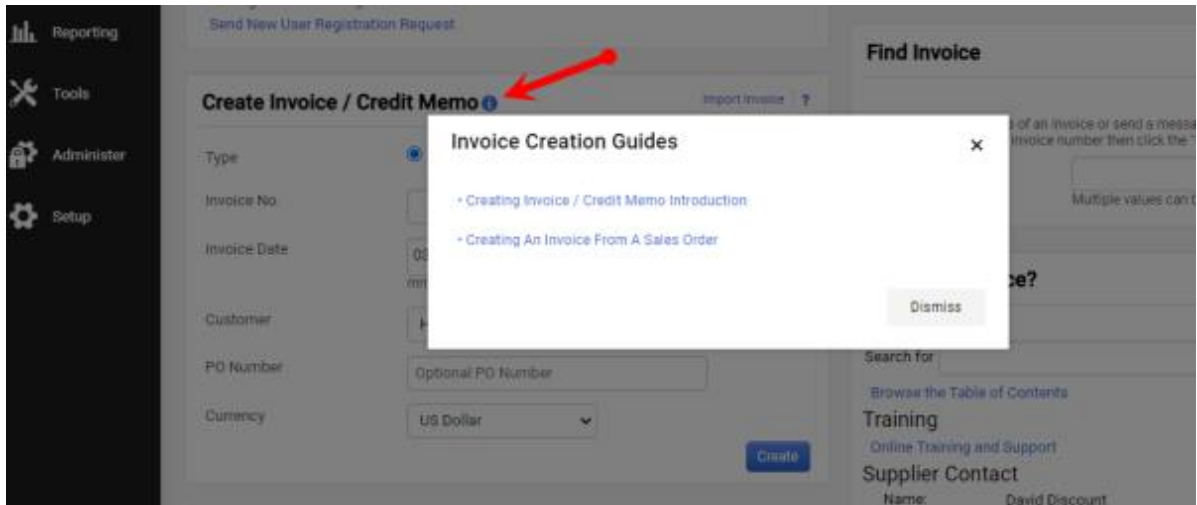 Reporting
Tools
Administer
Setup
Send New User Registration Request
Create Invoice / Credit Memo
Import Invoice ?
Type
Invoice No.
Invoice Date
Customer
PO Number
Optional PO Number
Currency
US Dollar
Create
Invoice Creation Guides
×
• Creating Invoice / Credit Memo Introduction
• Creating An Invoice From A Sales Order
Dismiss
Find Invoice
of an invoice or send a messa
invoice number then click the
Multiple values can b
ce?
Search for
Browse the Table of Contents
Training
Online Training and Support
Supplier Contact
Name: David Discount